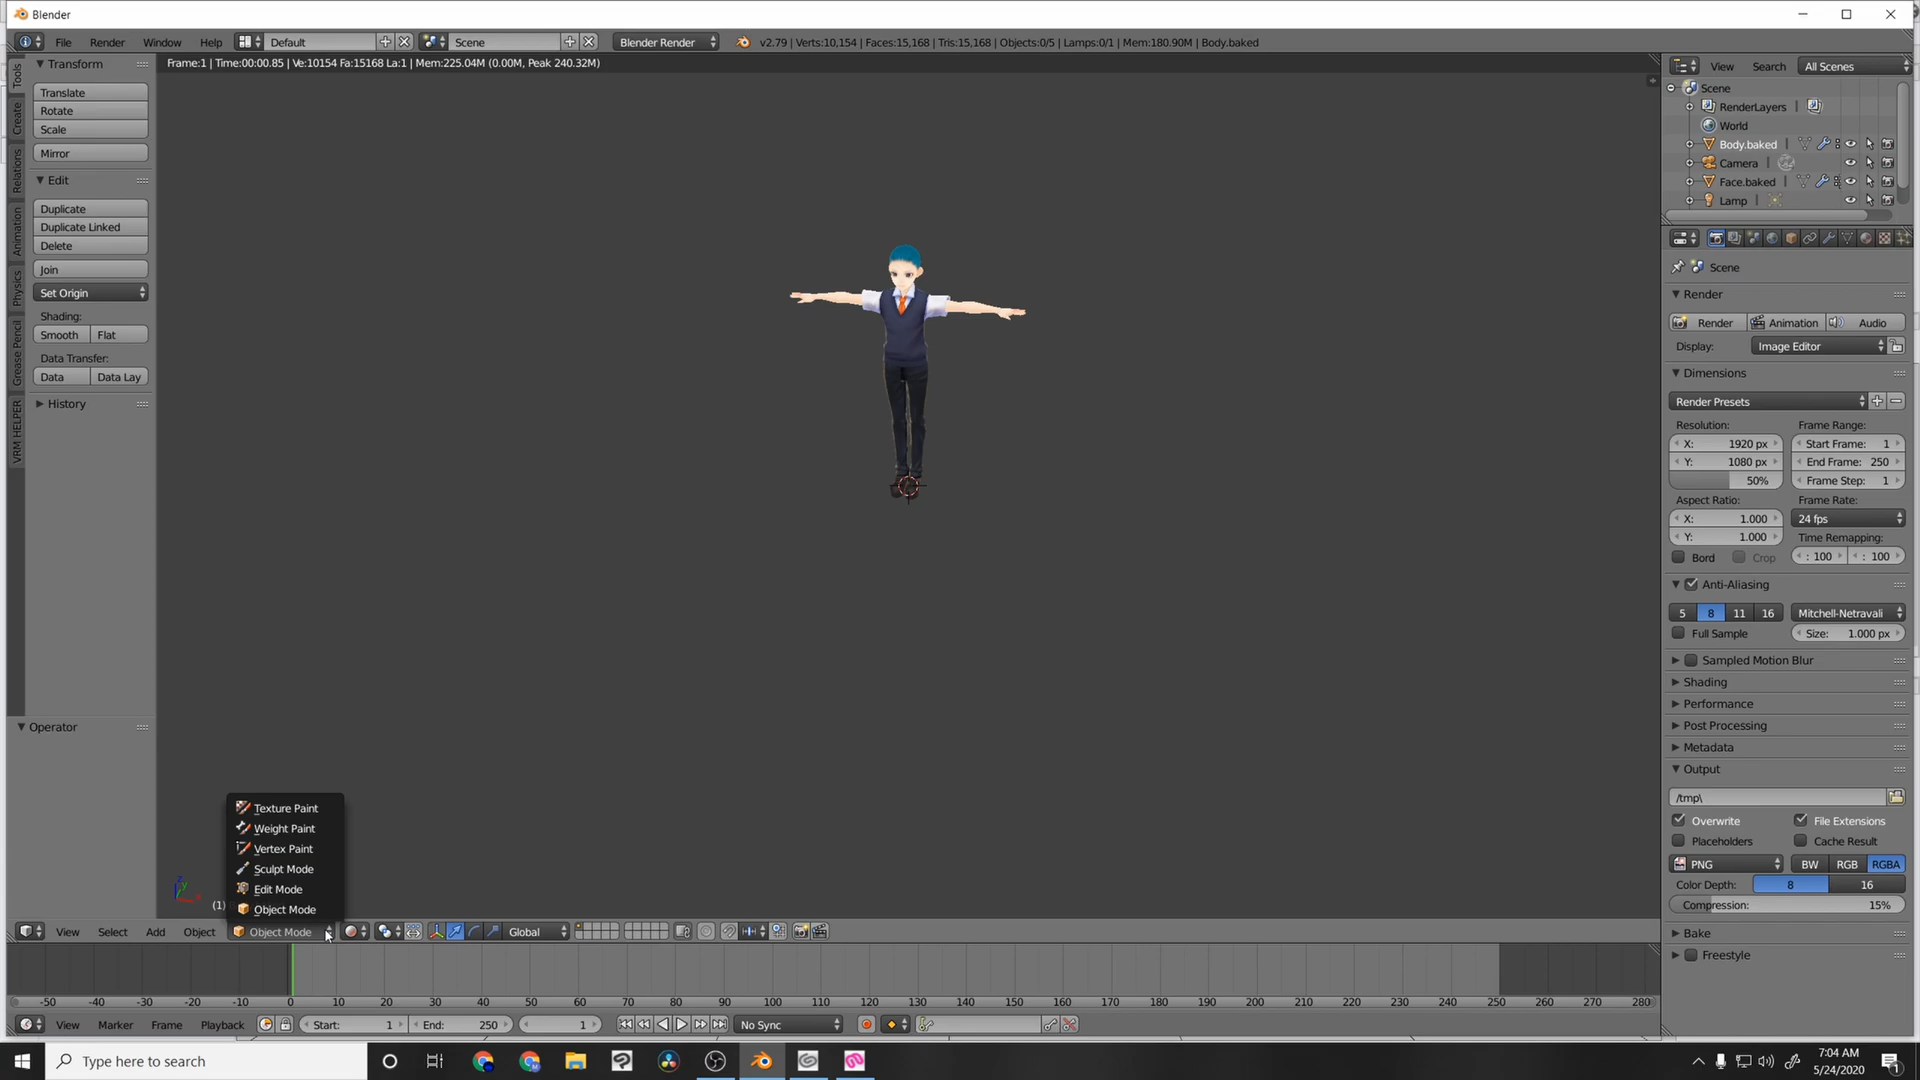 Blender
File Render Window Help Default Scene Blender Render v2.79 | Verts:10,154 | Faces:15,168 | Tris:15,168 | Objects:0/5 | Lamps:0/1 | Mem:180.90M | Body.baked
Frame:1 | Time:00:00.85 | Ve:10154 Fa:15168 La:1 | Mem:225.04M (0.00M, Peak 240.32M)
Tools
Create
Relations
Animation
Physics
Grease Pencil
VRM HELPER
Transform
Translate
Rotate
Scale
Mirror
Edit
Duplicate
Duplicate Linked
Delete
Join
Set Origin
Shading:
Smooth Flat
Data Transfer:
Data Data Lay
History
Operator
Texture Paint
Weight Paint
Vertex Paint
Sculpt Mode
Edit Mode
(1) Object Mode
View Select Add Object Object Mode Global
-50 -40 -30 -20 -10 0 10 20 30 40 50 60 70 80 90 100 110 120 130 140 150 160 170 180 190 200 210 220 230 240 250 260 270 280
View Marker Frame Playback Start: 1 End: 250 1 No Sync
View Search All Scenes
Scene
RenderLayers |
World
Body.baked |
Camera |
Face.baked |
Lamp |
Scene
Render
Render Animation Audio
Display: Image Editor
Dimensions
Render Presets
Resolution: Frame Range:
X: 1920 px Start Frame: 1
Y: 1080 px End Frame: 250
50% Frame Step: 1
Aspect Ratio: Frame Rate:
X: 1.000 24 fps
Y: 1.000 Time Remapping:
Bord Crop : 100 : 100
Anti-Aliasing
5 8 11 16 Mitchell-Netravali
Full Sample Size: 1.000 px
Sampled Motion Blur
Shading
Performance
Post Processing
Metadata
Output
/tmp\
Overwrite File Extensions
Placeholders Cache Result
PNG BW RGB RGBA
Color Depth: 8 16
Compression: 15%
Bake
Freestyle
Type here to search
7:04 AM
5/24/2020
1